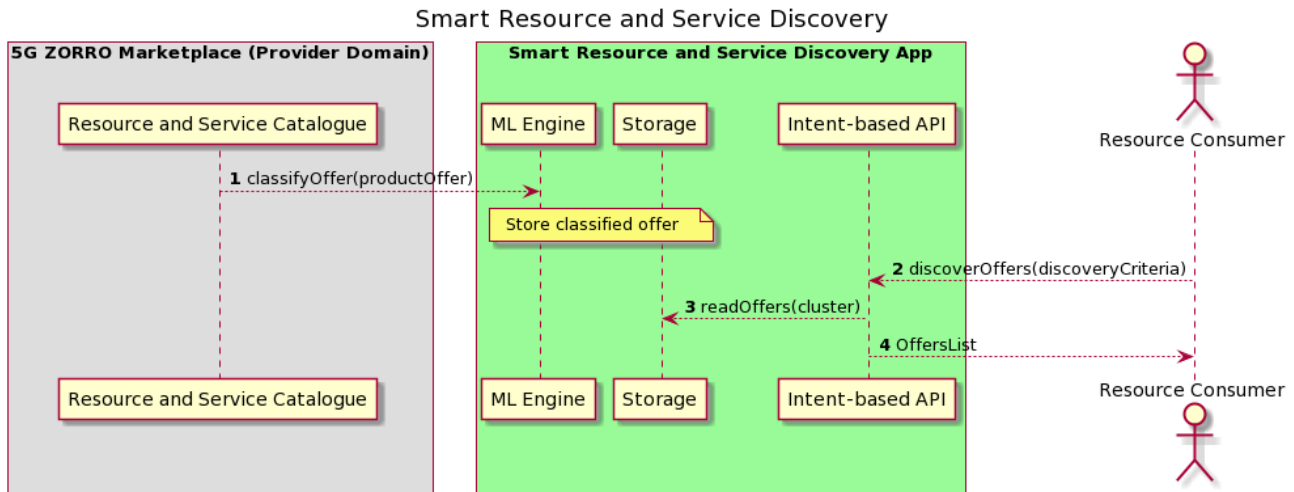 Smart Resource and Service Discovery
5G ZORRO Marketplace (Provider Domain)
Smart Resource and Service Discovery App
Resource and Service Catalogue
ML Engine
Storage
Intent-based API
Resource Consumer
1 classifyOffer(productOffer)
Store classified offer
2 discoverOffers(discoveryCriteria)
3 readOffers(cluster)
4 OffersList
Resource and Service Catalogue
ML Engine
Storage
Intent-based API
Resource Consumer